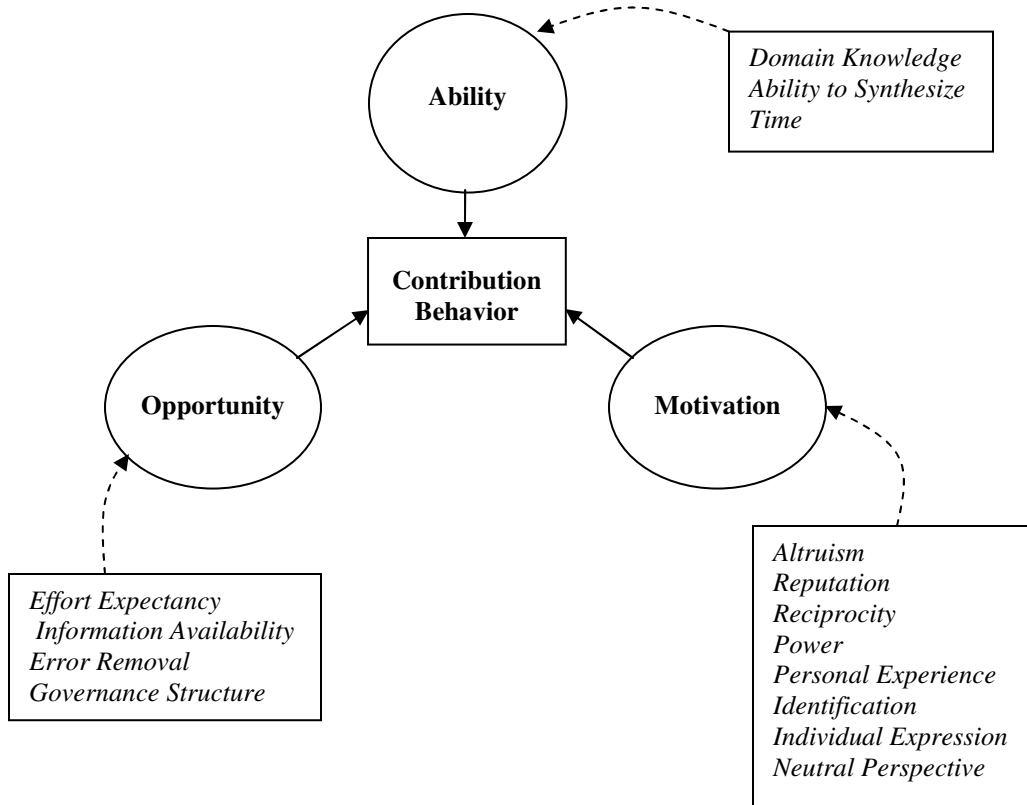 Ability
Domain Knowledge
Ability to Synthesize
Time
Contribution
Behavior
Opportunity
Motivation
Effort Expectancy
Information Availability
Error Removal
Governance Structure
Altruism
Reputation
Reciprocity
Power
Personal Experience
Identification
Individual Expression
Neutral Perspective